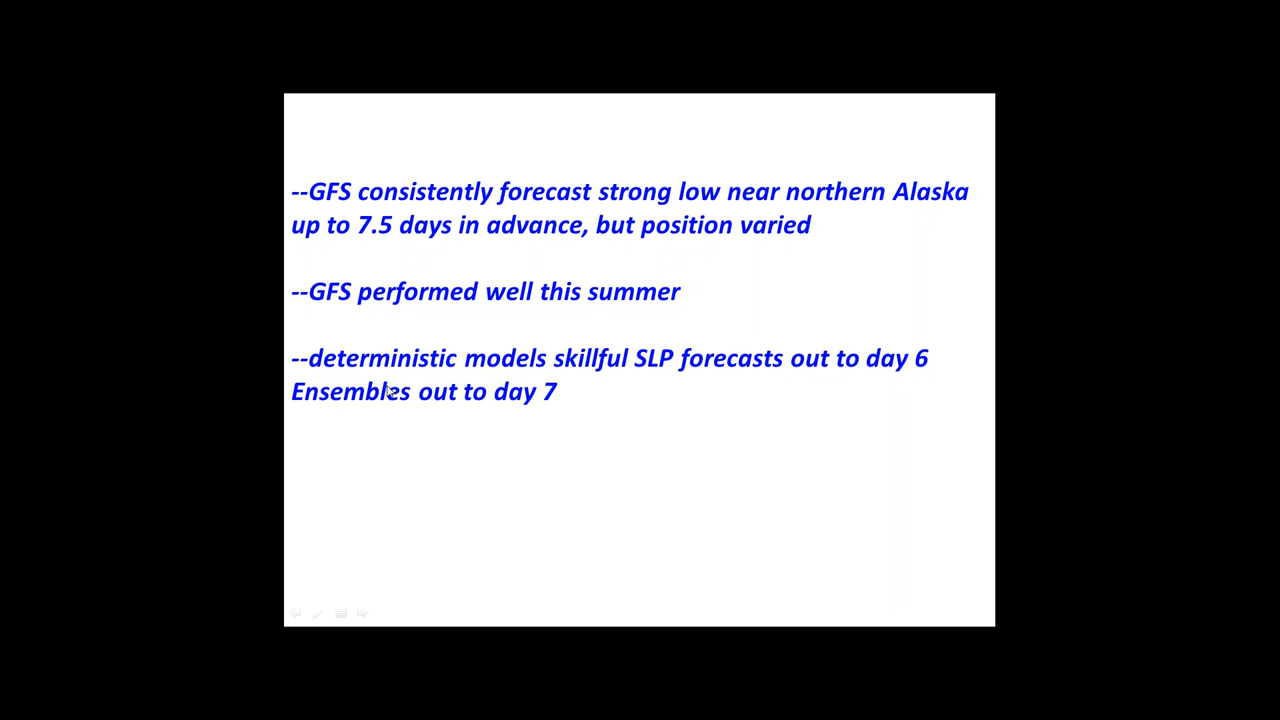 --GFS consistently forecast strong low near northern Alaska
up to 7.5 days in advance, but position varied
--GFS performed well this summer
--deterministic models skillful SLP forecasts out to day 6
Ensembles out to day 7